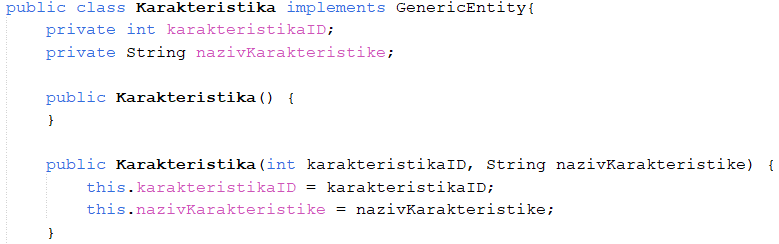 public class Karakteristika implements GenericEntity{
    private int karakteristikaID;
    private String nazivKarakteristike;

    public Karakteristika() {
    }

    public Karakteristika(int karakteristikaID, String nazivKarakteristike) {
        this.karakteristikaID = karakteristikaID;
        this.nazivKarakteristike = nazivKarakteristike;
    }